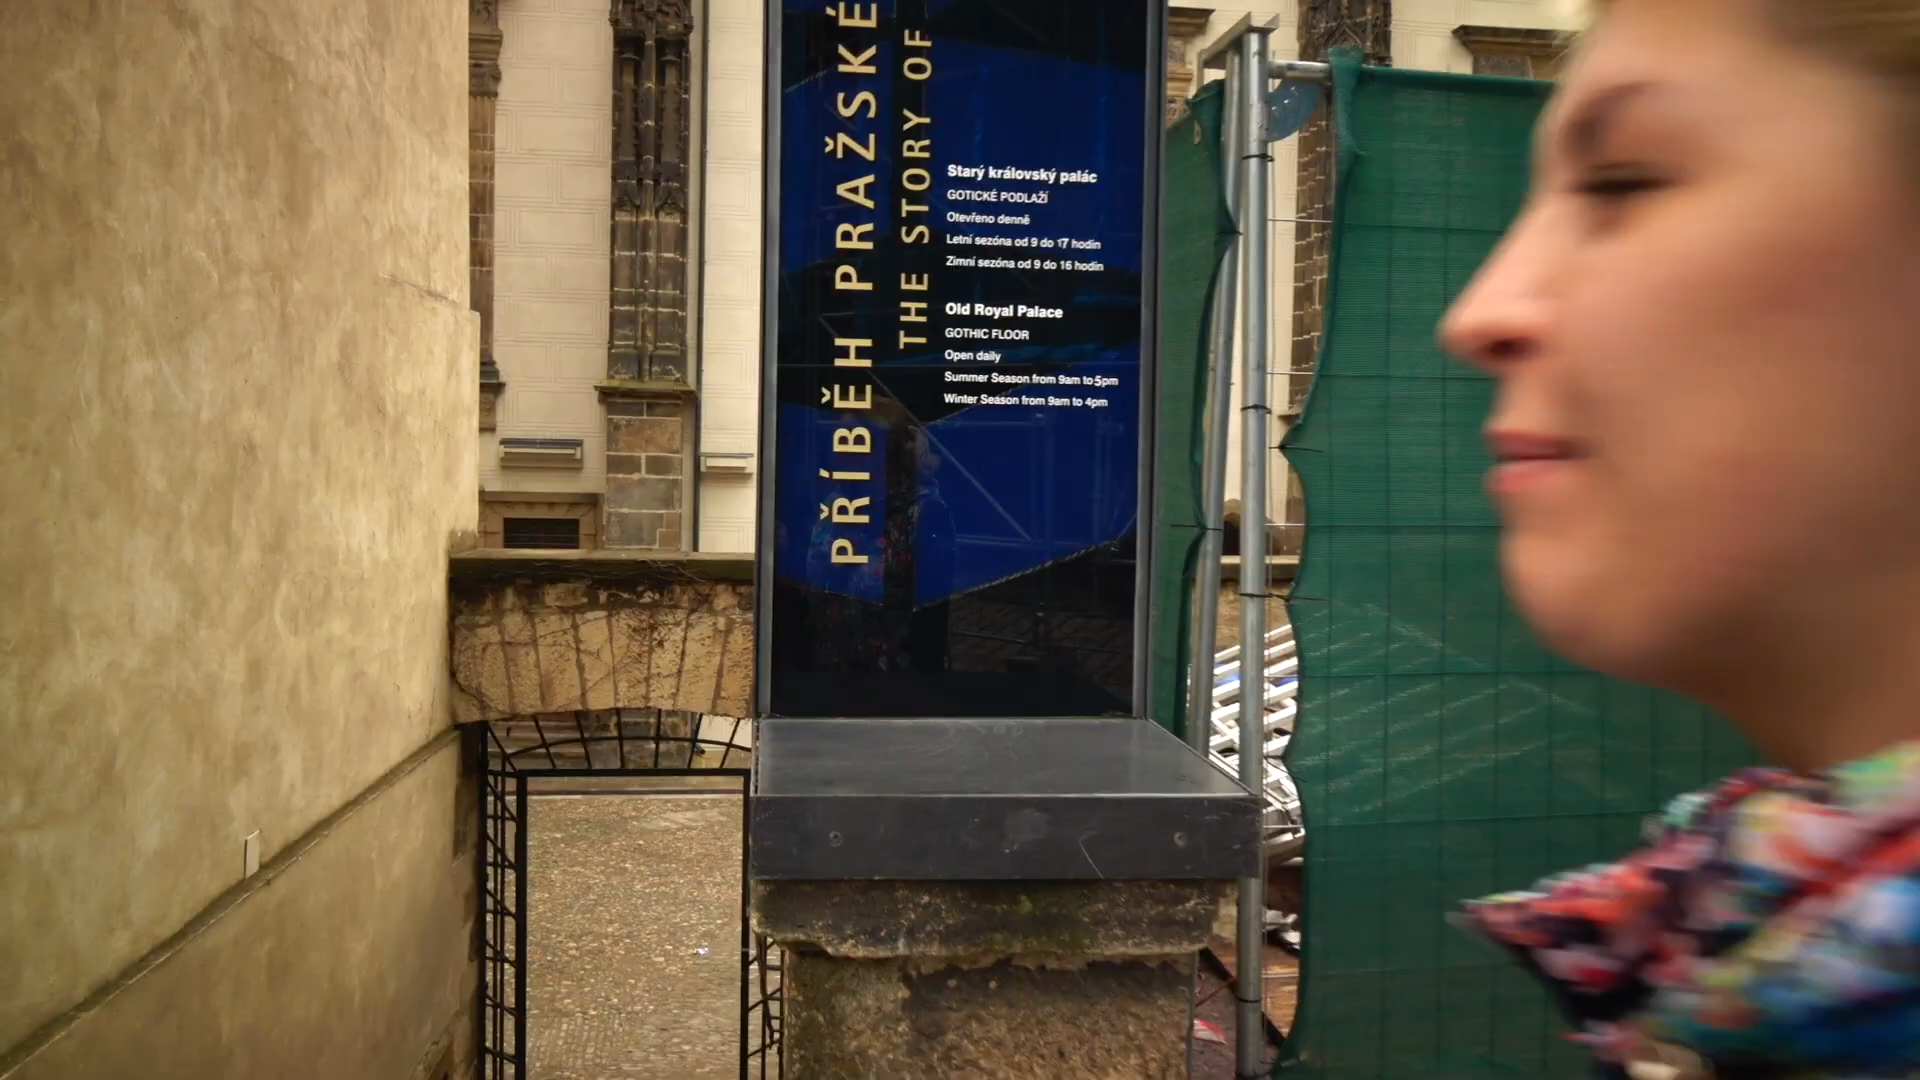 PŘÍBĚH PRAŽSKÉ
THE STORY OF
Starý královský palác
GOTICKÉ PODLAŽÍ
Otevřeno denně
Letní sezóna od 9 do 17 hodin
Zimní sezóna od 9 do 16 hodin
Old Royal Palace
GOTHIC FLOOR
Open daily
Summer Season from 9am to 5pm
Winter Season from 9am to 4pm